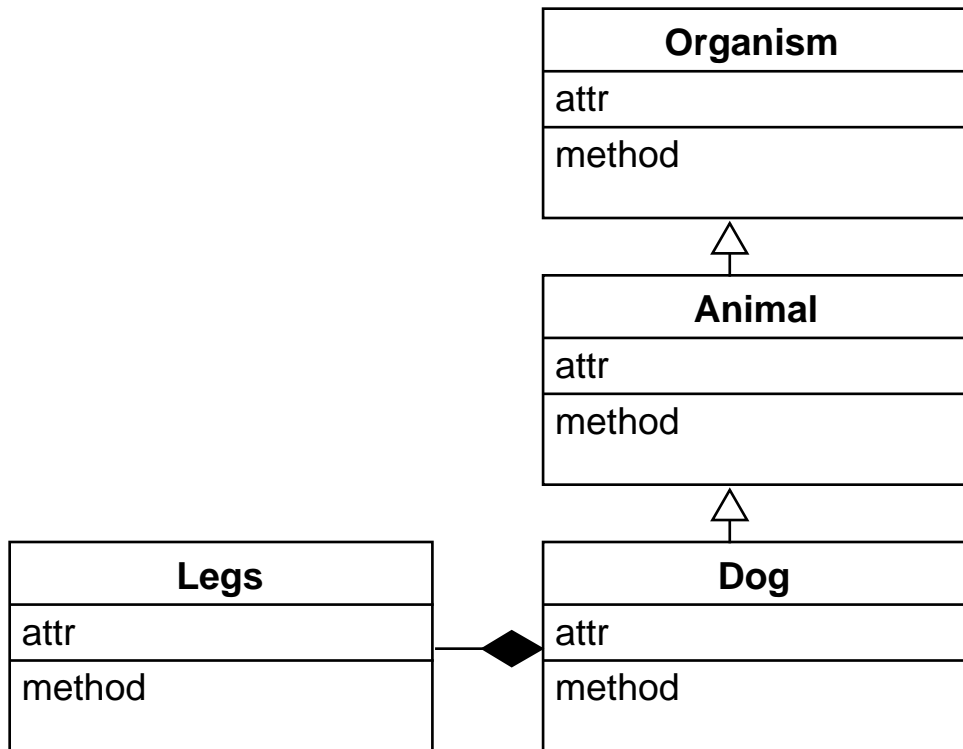 Organism
attr
method
Animal
attr
method
Legs
attr
method
Dog
attr
method